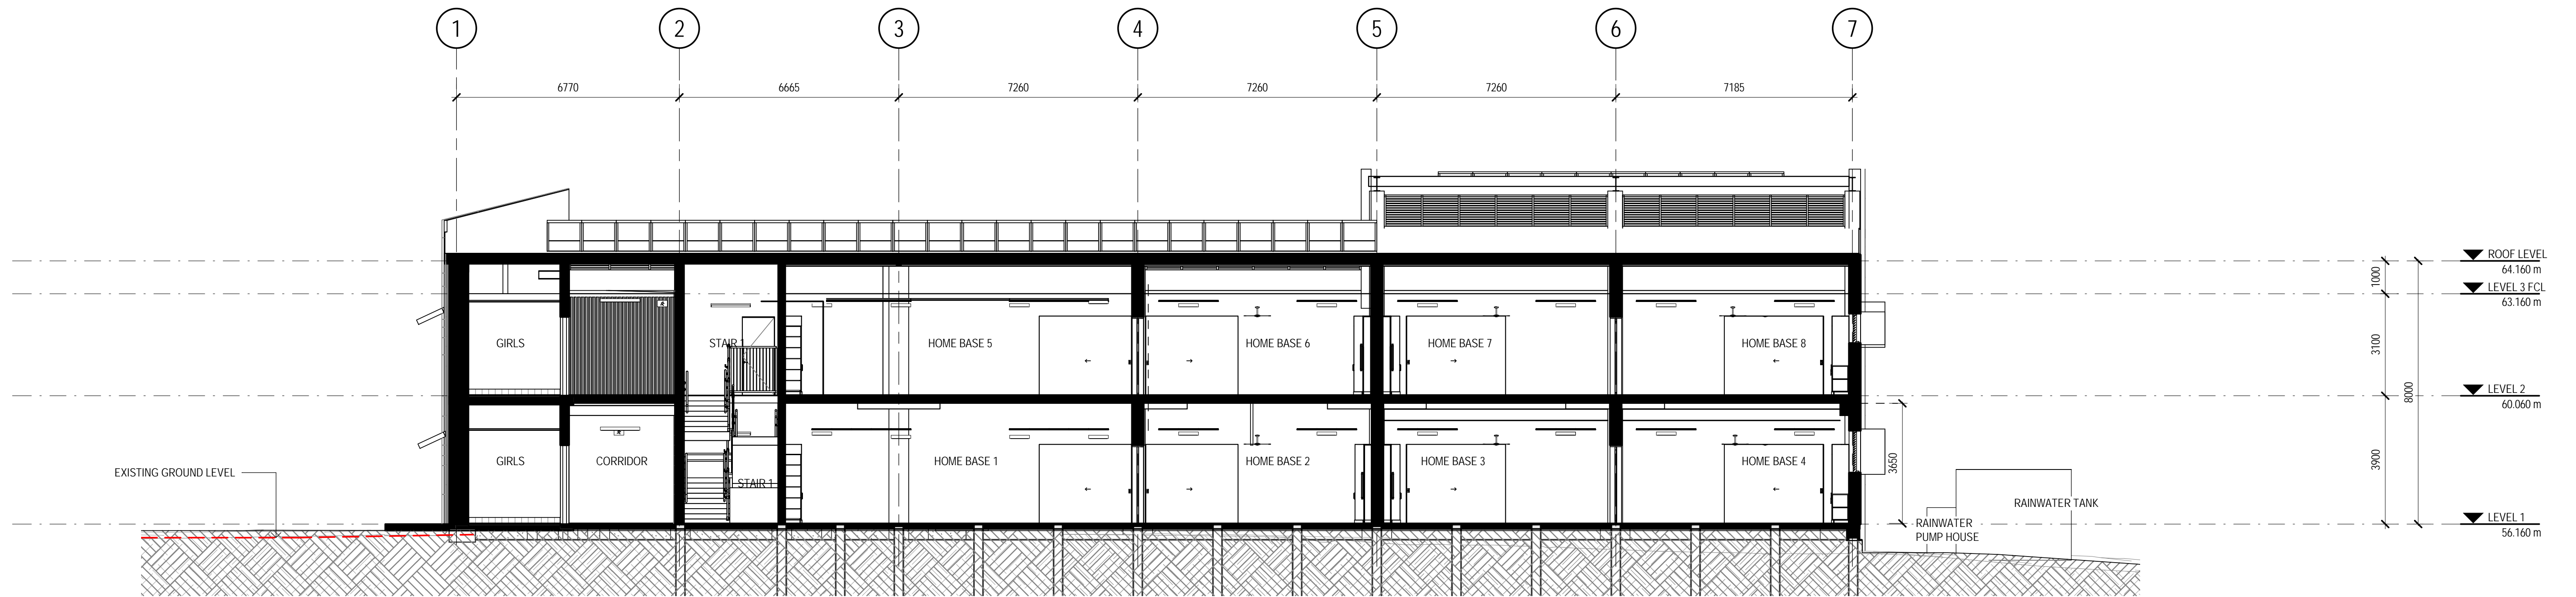 1 2 3 4 5 6 7
6770 6665 7260 7260 7260 7185
ROOF LEVEL
64.160 m
1000
LEVEL 3 FCL
63.160 m
GIRLS STAIR 1 HOME BASE 5 HOME BASE 6 HOME BASE 7 HOME BASE 8
3100
8000
LEVEL 2
60.060 m
EXISTING GROUND LEVEL
GIRLS CORRIDOR STAIR 1 HOME BASE 1 HOME BASE 2 HOME BASE 3 HOME BASE 4
3650
3900
RAINWATER TANK
RAINWATER
PUMP HOUSE
LEVEL 1
56.160 m